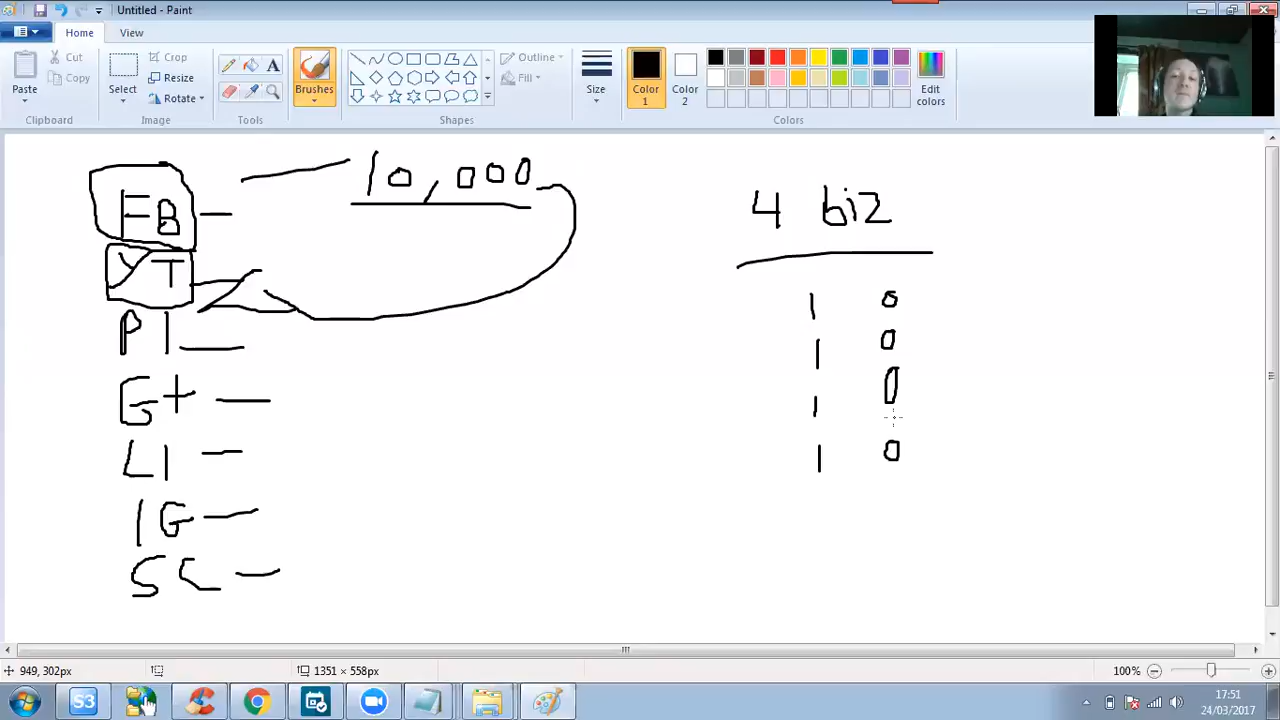 Untitled - Paint
Home View
Paste
Cut
Copy
Clipboard
Select
Crop
Resize
Rotate
Image
A
Tools
Brushes
Outline
Fill
Shapes
Size
Color 1
Color 2
Edit colors
Colors
FB – 10,000
YT
PI —
G+ —
LI —
IG —
SC –
4 biz
1 0
1 0
1 0
1 0
949, 302px
1351 × 558px
100%
S3
17:51
24/03/2017